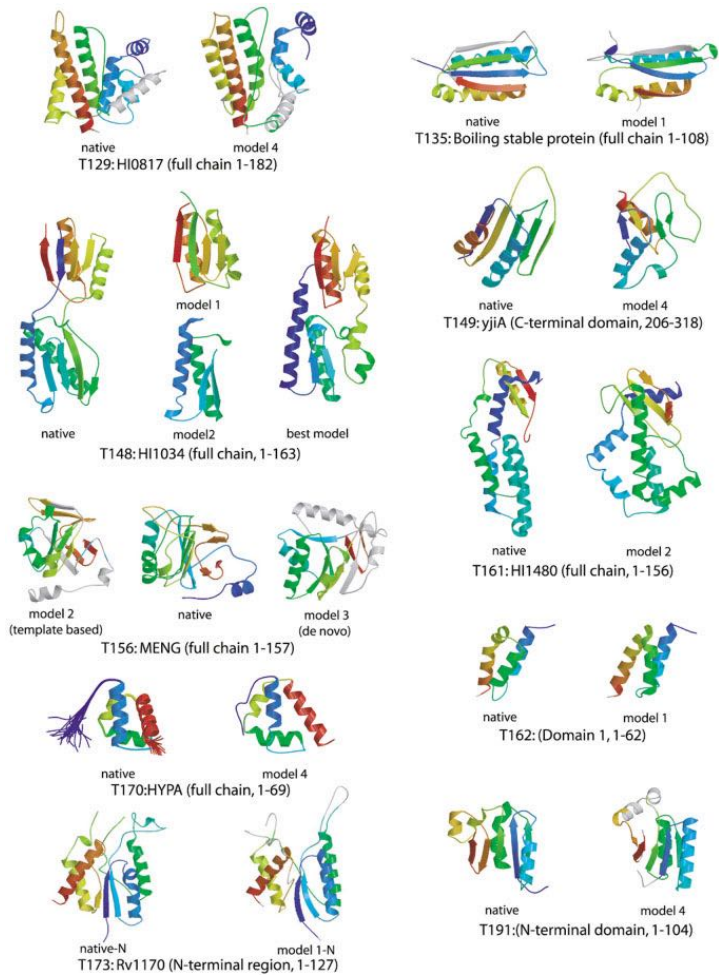 native
model 4
T129: HI0817 (full chain 1-182)
native
model 1
T135: Boiling stable protein (full chain 1-108)
model 1
native
model2
best model
T148: HI1034 (full chain, 1-163)
native
model 4
T149: yjiA (C-terminal domain, 206-318)
native
model 2
T161: HI1480 (full chain, 1-156)
model 2
(template based)
native
model 3
(de novo)
T156: MENG (full chain 1-157)
native
model 1
T162: (Domain 1, 1-62)
native
model 4
T170:HYPA (full chain, 1-69)
native-N
model 1-N
T173: Rv1170 (N-terminal region, 1-127)
native
model 4
T191:(N-terminal domain, 1-104)